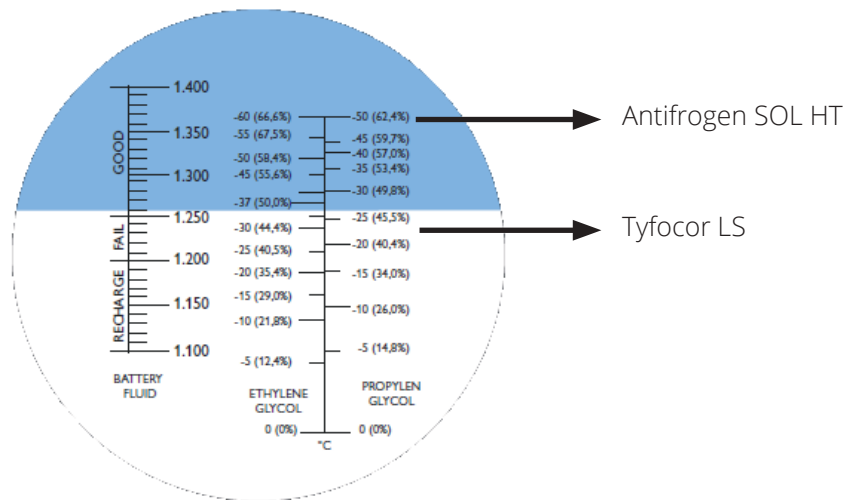 1.400
1.350
1.300
1.250
1.200
1.150
1.100
GOOD
FAIL
RECHARGE
BATTERY
FLUID
-60 (66,6%)
-55 (67,5%)
-50 (58,4%)
-45 (55,6%)
-37 (50,0%)
-30 (44,4%)
-25 (40,5%)
-20 (35,4%)
-15 (29,0%)
-10 (21,8%)
-5 (12,4%)
ETHYLENE
GLYCOL
0 (0%)
°C
-50 (62,4%)
-45 (59,7%)
-40 (57,0%)
-35 (53,4%)
-30 (49,8%)
-25 (45,5%)
-20 (40,4%)
-15 (34,0%)
-10 (26,0%)
-5 (14,8%)
PROPYLEN
GLYCOL
0 (0%)
Antifrogen SOL HT
Tyfocor LS